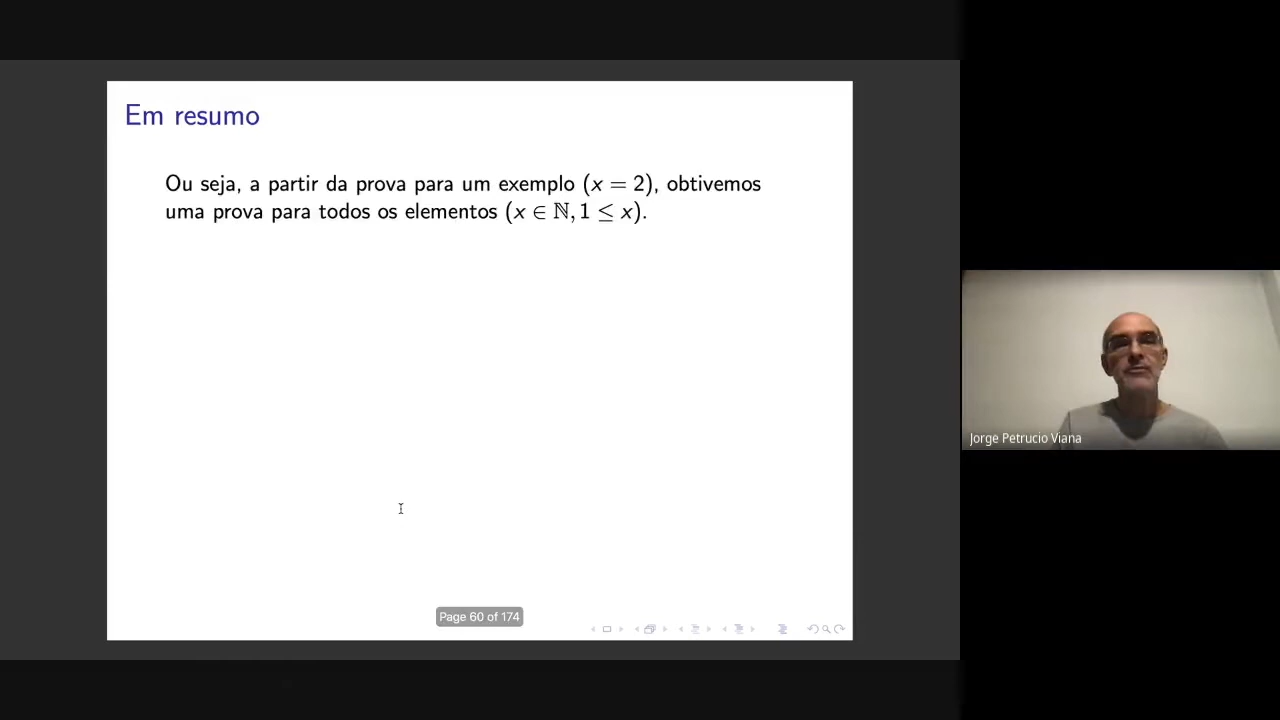 Em resumo
Ou seja, a partir da prova para um exemplo (x = 2), obtivemos
uma prova para todos os elementos (x ∈ ℕ, 1 ≤ x).
Page 60 of 174
Jorge Petrucio Viana